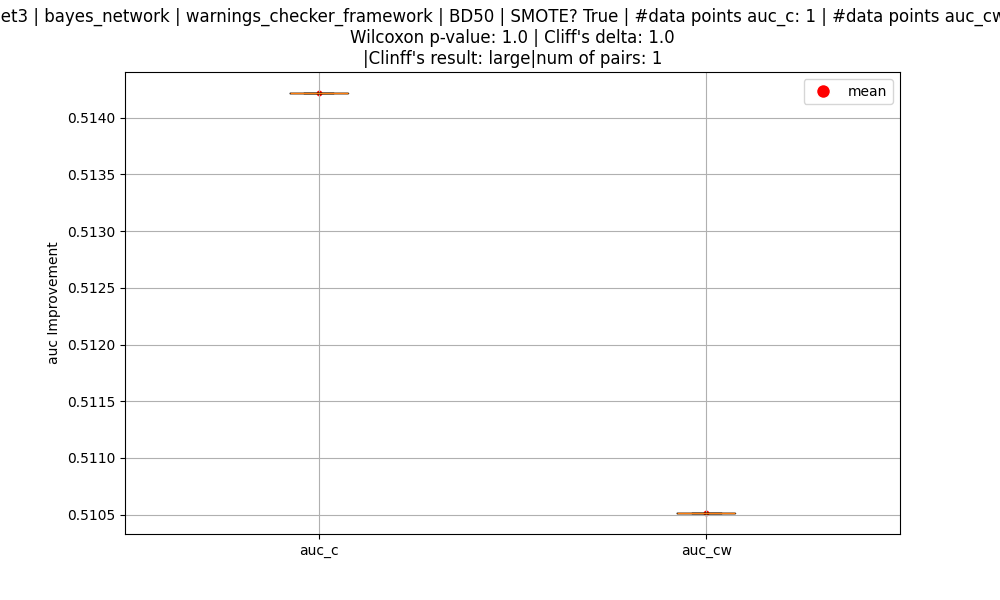 et3 | bayes_network | warnings_checker_framework | BD50 | SMOTE? True | #data points auc_c: 1 | #data points auc_cw
Wilcoxon p-value: 1.0 | Cliff's delta: 1.0
|Clinff's result: large|num of pairs: 1
mean
0.5140
0.5135
0.5130
0.5125
0.5120
0.5115
0.5110
0.5105
auc Improvement
auc_c
auc_cw